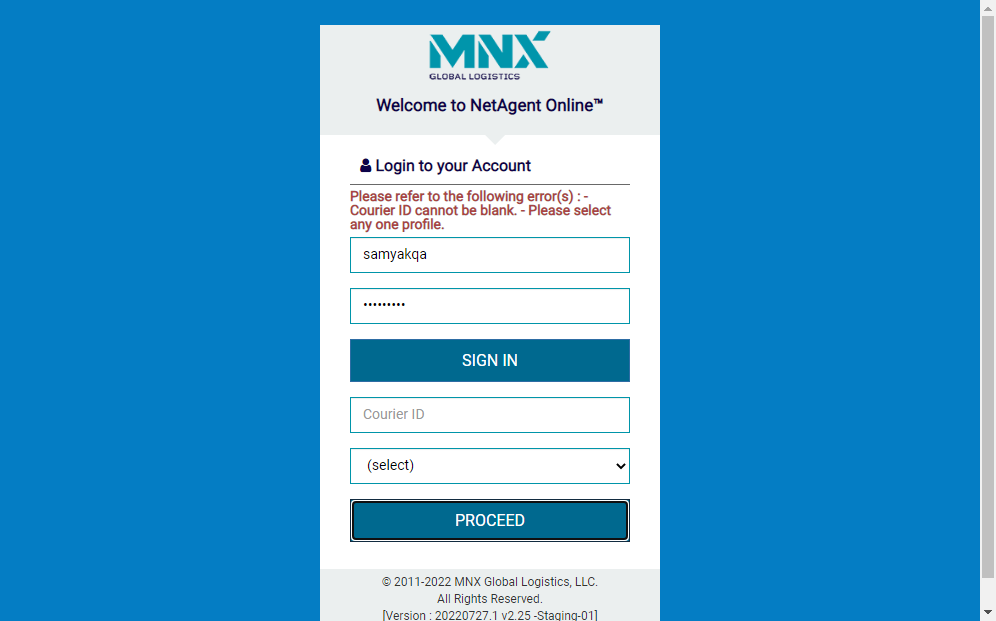 MNX
GLOBAL LOGISTICS
Welcome to NetAgent Online™
Login to your Account
Please refer to the following error(s) : -
Courier ID cannot be blank. - Please select
any one profile.
samyakqa
•••••••••
SIGN IN
Courier ID
(select)
PROCEED
© 2011-2022 MNX Global Logistics, LLC.
All Rights Reserved.
[Version : 20220727.1 v2.25 -Staging-01]